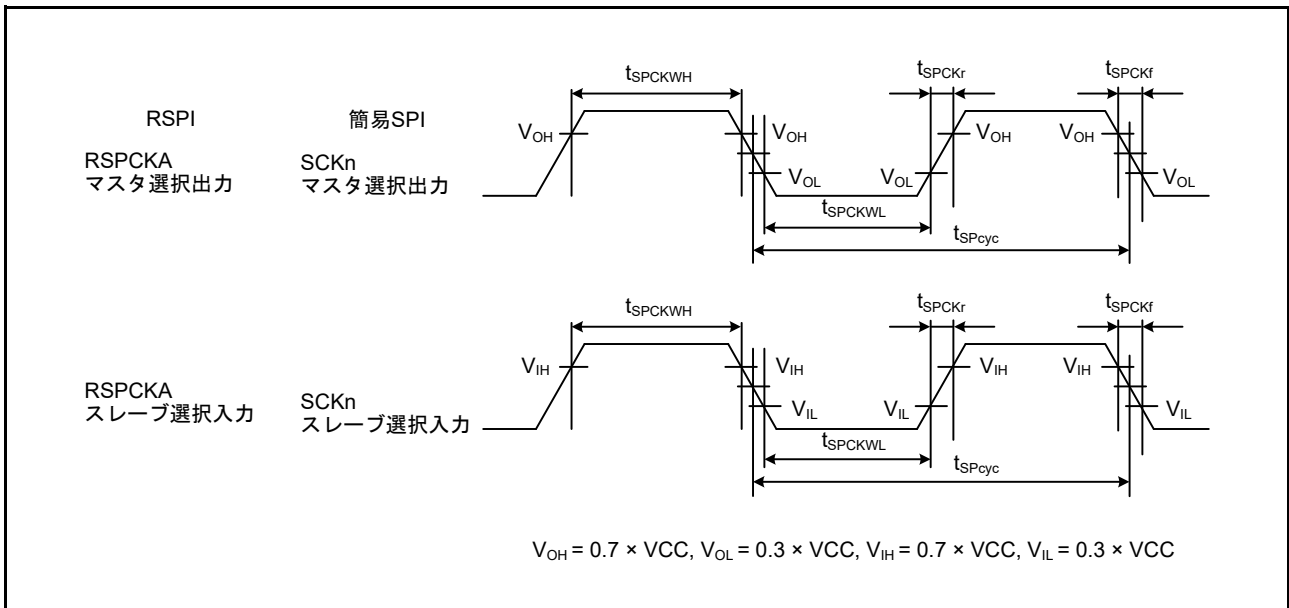 tSPCKWH
tSPCKr
tSPCKf
RSPI
簡易SPI
VOH
VOH
VOH
VOH
RSPCKA
マスタ選択出力
SCKn
マスタ選択出力
VOL
VOL
VOL
tSPCKWL
tSPcyc
tSPCKWH
tSPCKr
tSPCKf
VIH
VIH
VIH
VIH
RSPCKA
スレーブ選択入力
SCKn
スレーブ選択入力
VIL
VIL
VIL
tSPCKWL
tSPcyc
VOH = 0.7 × VCC, VOL = 0.3 × VCC, VIH = 0.7 × VCC, VIL = 0.3 × VCC